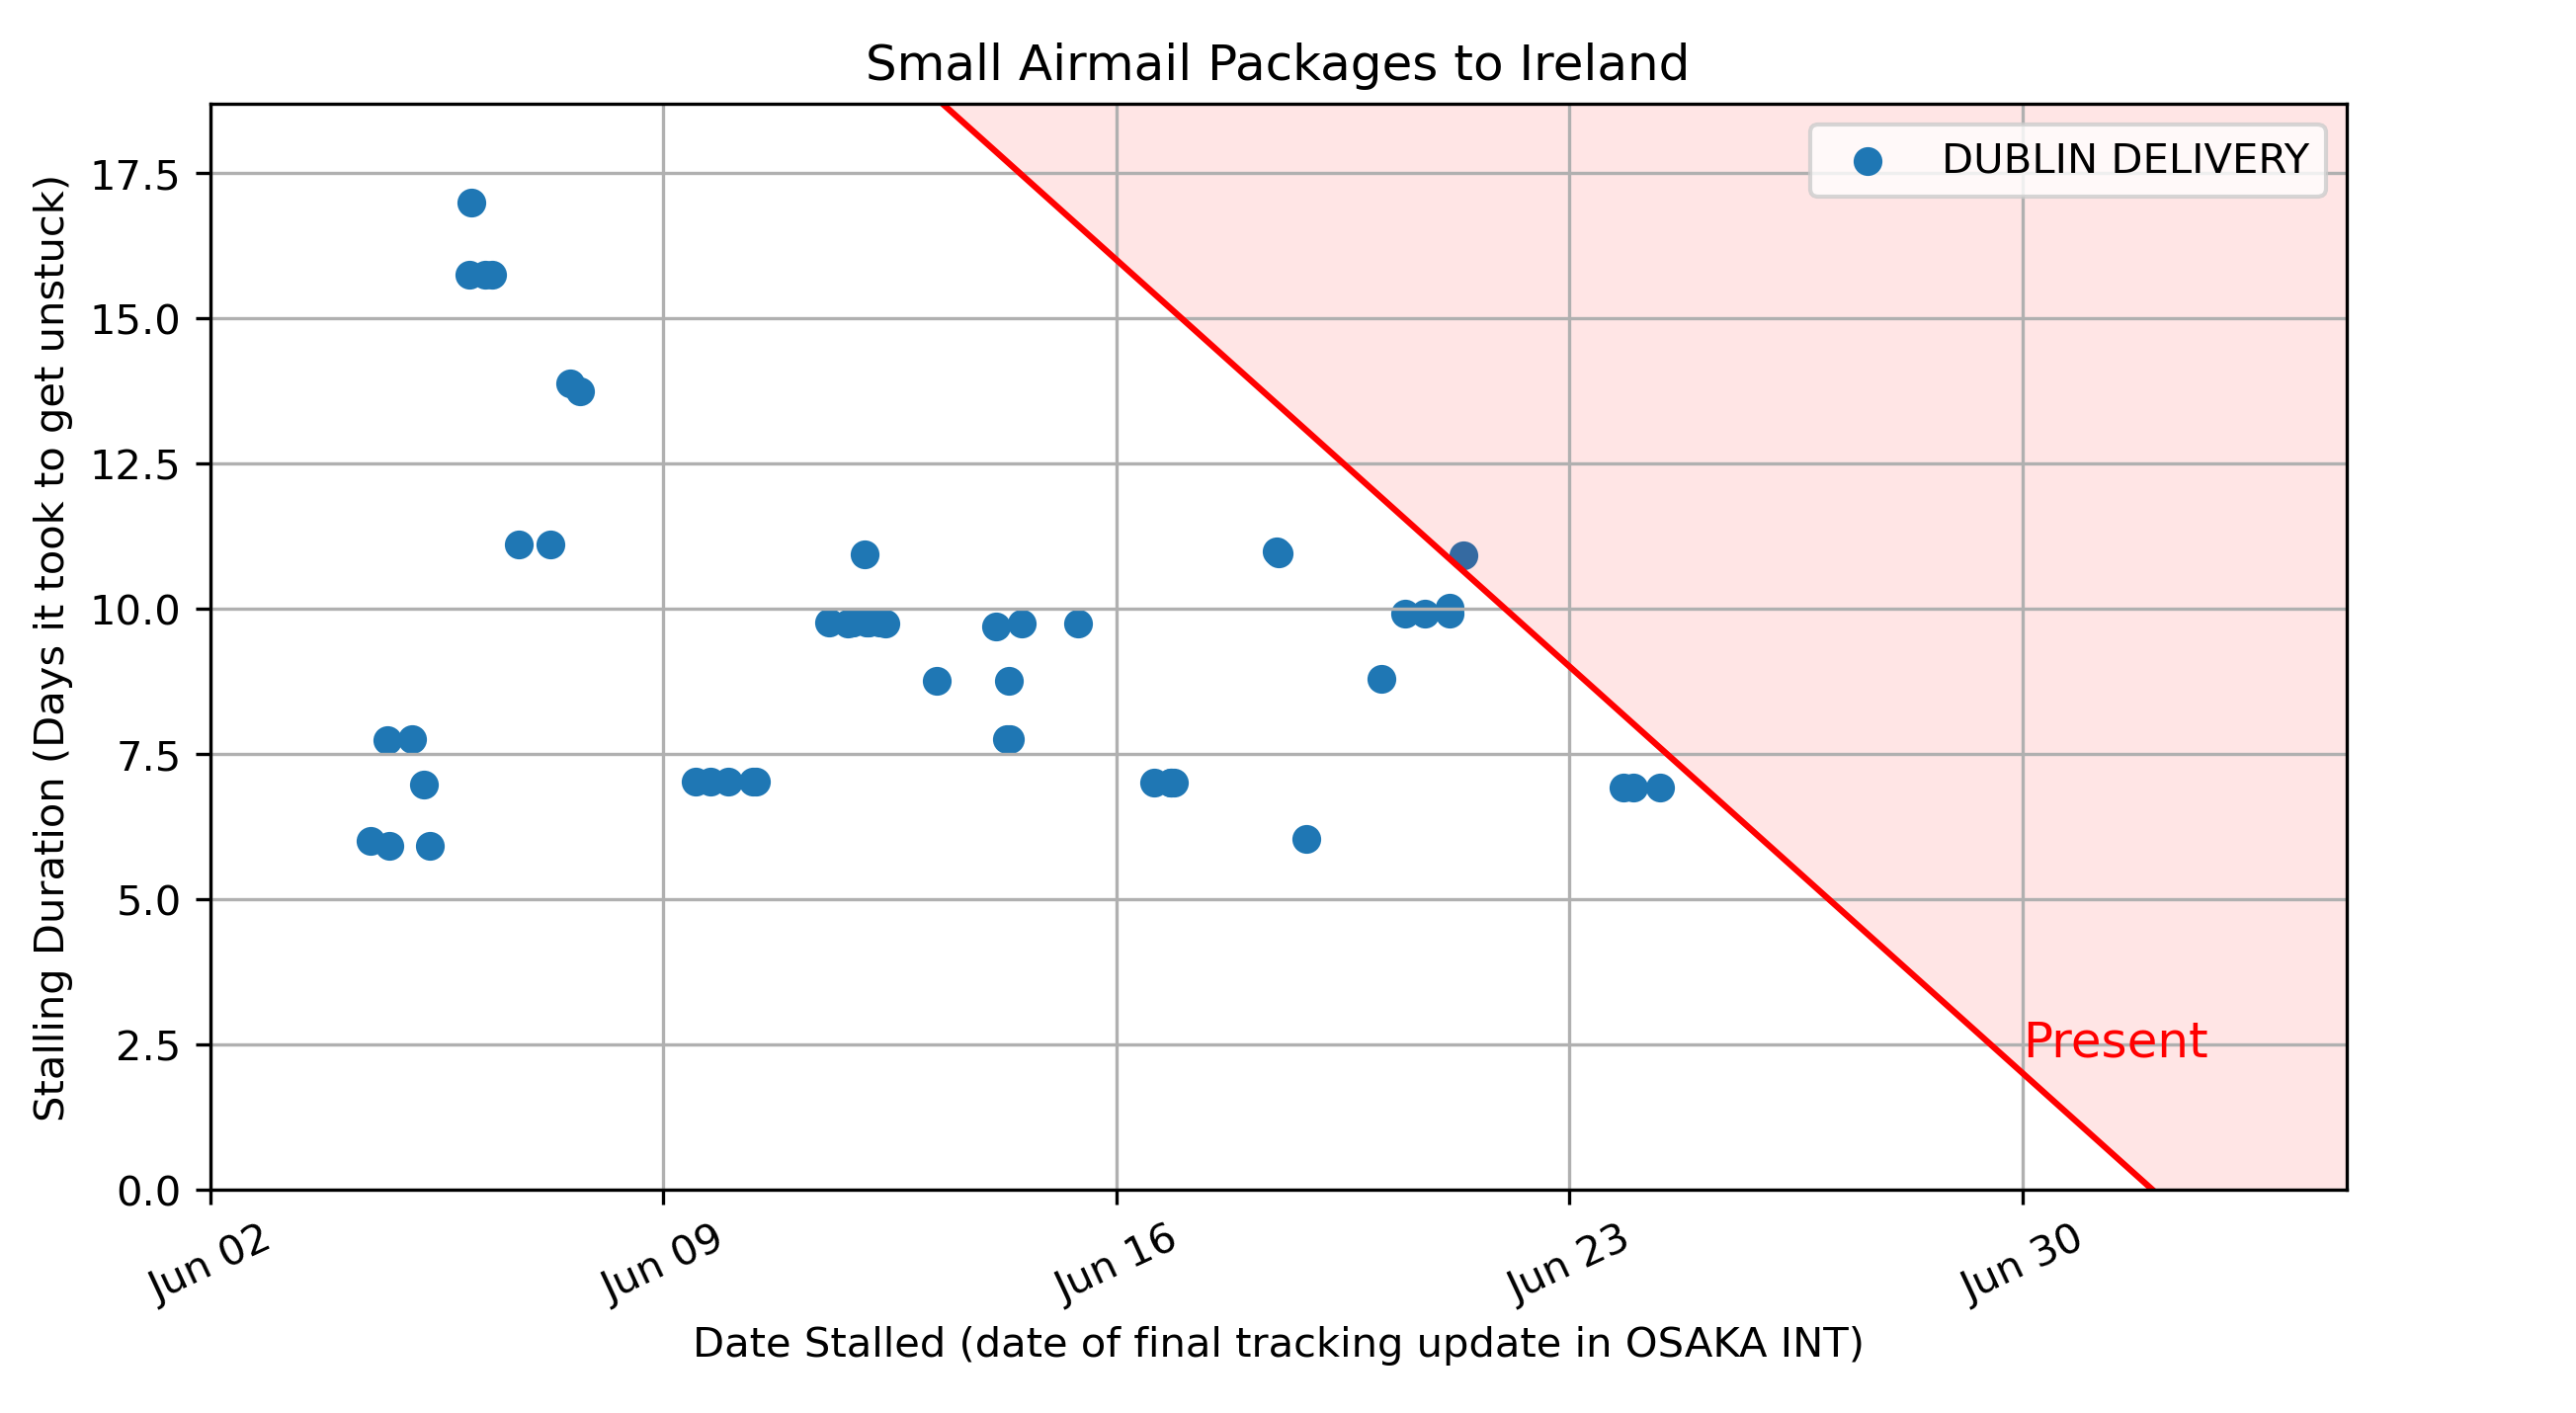 Small Airmail Packages to Ireland
DUBLIN DELIVERY
Stalling Duration (Days it took to get unstuck)
17.5
15.0
12.5
10.0
7.5
5.0
2.5
0.0
Present
Jun 02
Jun 09
Jun 16
Jun 23
Jun 30
Date Stalled (date of final tracking update in OSAKA INT)